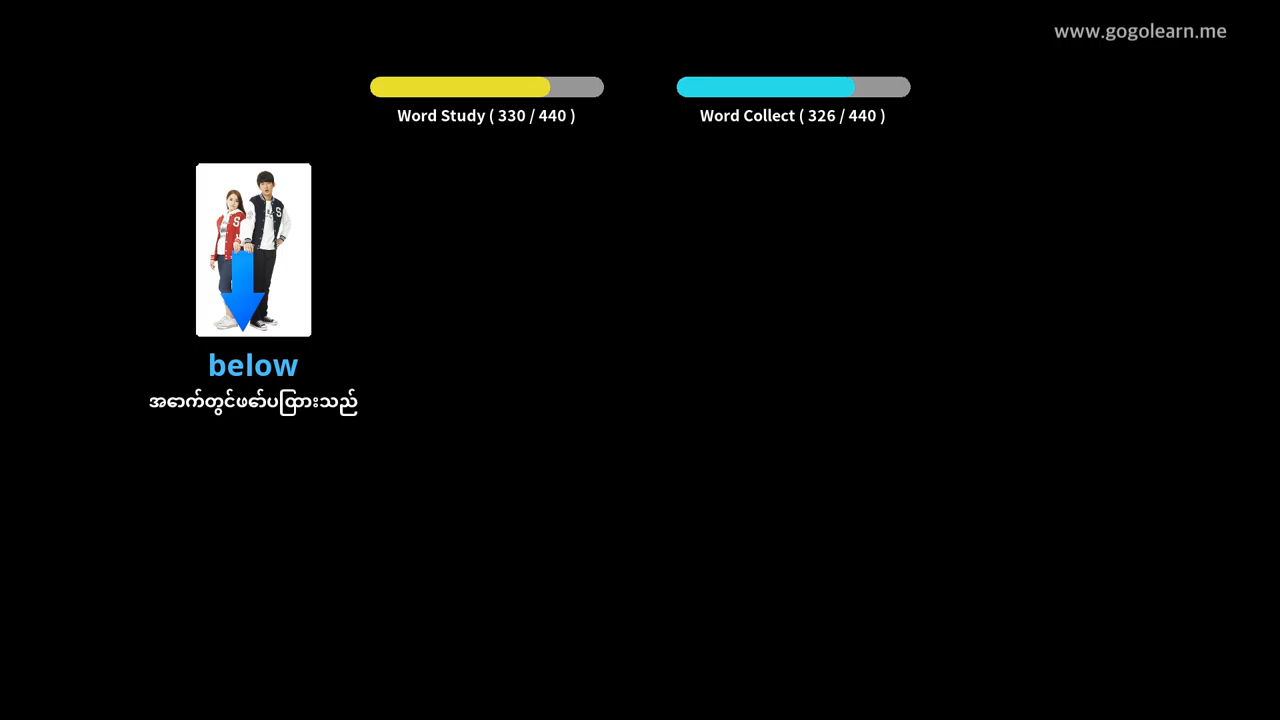 www.gogolearn.me
Word Study ( 330 / 440 )
Word Collect ( 326 / 440 )
S
S
below
အောက်တွင်ဖော်ပြထားသည်